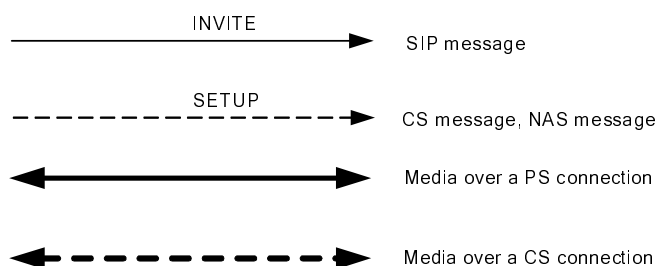 INVITE
SIP message
SETUP
CS message, NAS message
Media over a PS connection
Media over a CS connection